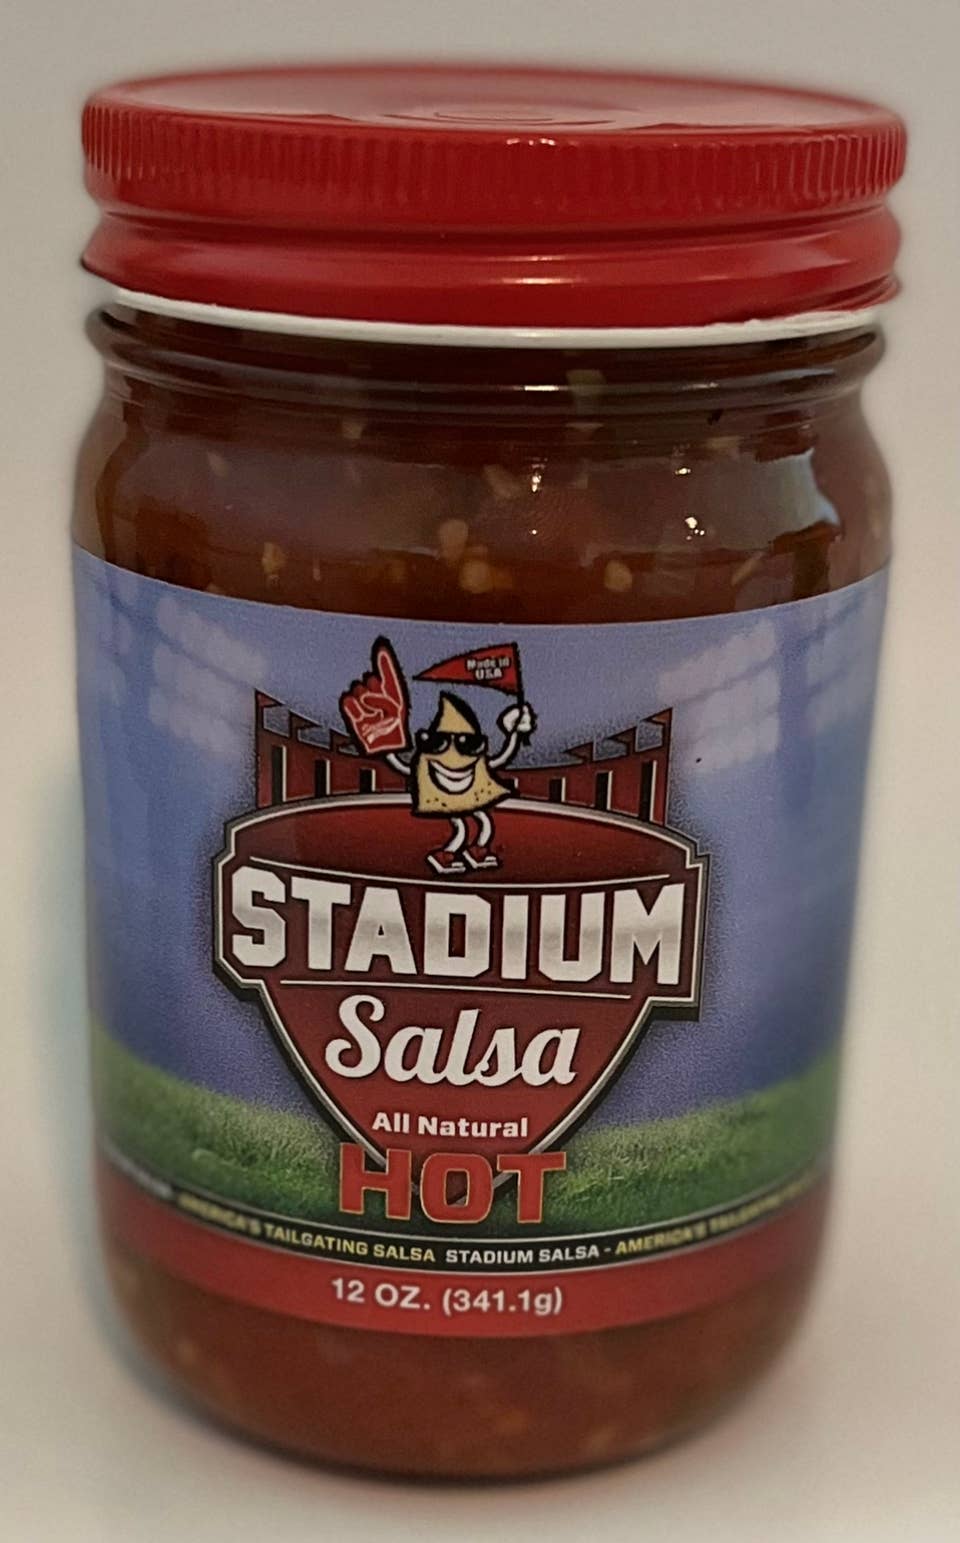 Made in
USA
STADIUM
Salsa
All Natural
HOT
AMERICA'S TAILGATING SALSA STADIUM SALSA - AMERICA'S
12 OZ. (341.1g)